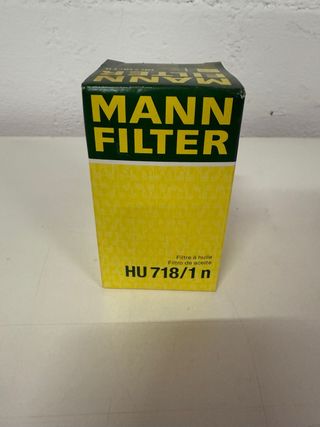 MANN
FILTER
MANN
FILTER
Filtre à huile
Filtro de aceite
HU 718/1 n